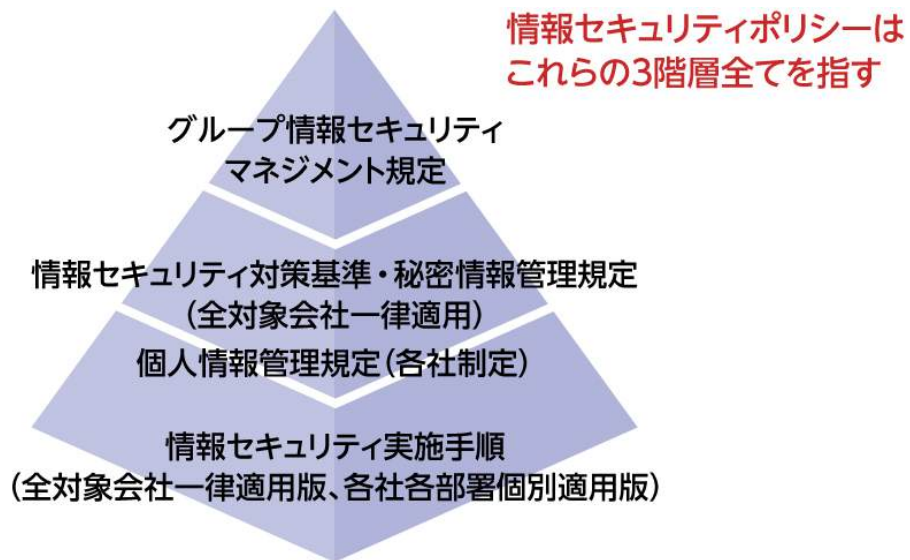 情報セキュリティポリシーは
これらの3階層全てを指す
グループ情報セキュリティ
マネジメント規定
情報セキュリティ対策基準・秘密情報管理規定
(全対象会社一律適用)
個人情報管理規定(各社制定)
情報セキュリティ実施手順
(全対象会社一律適用版、各社各部署個別適用版)